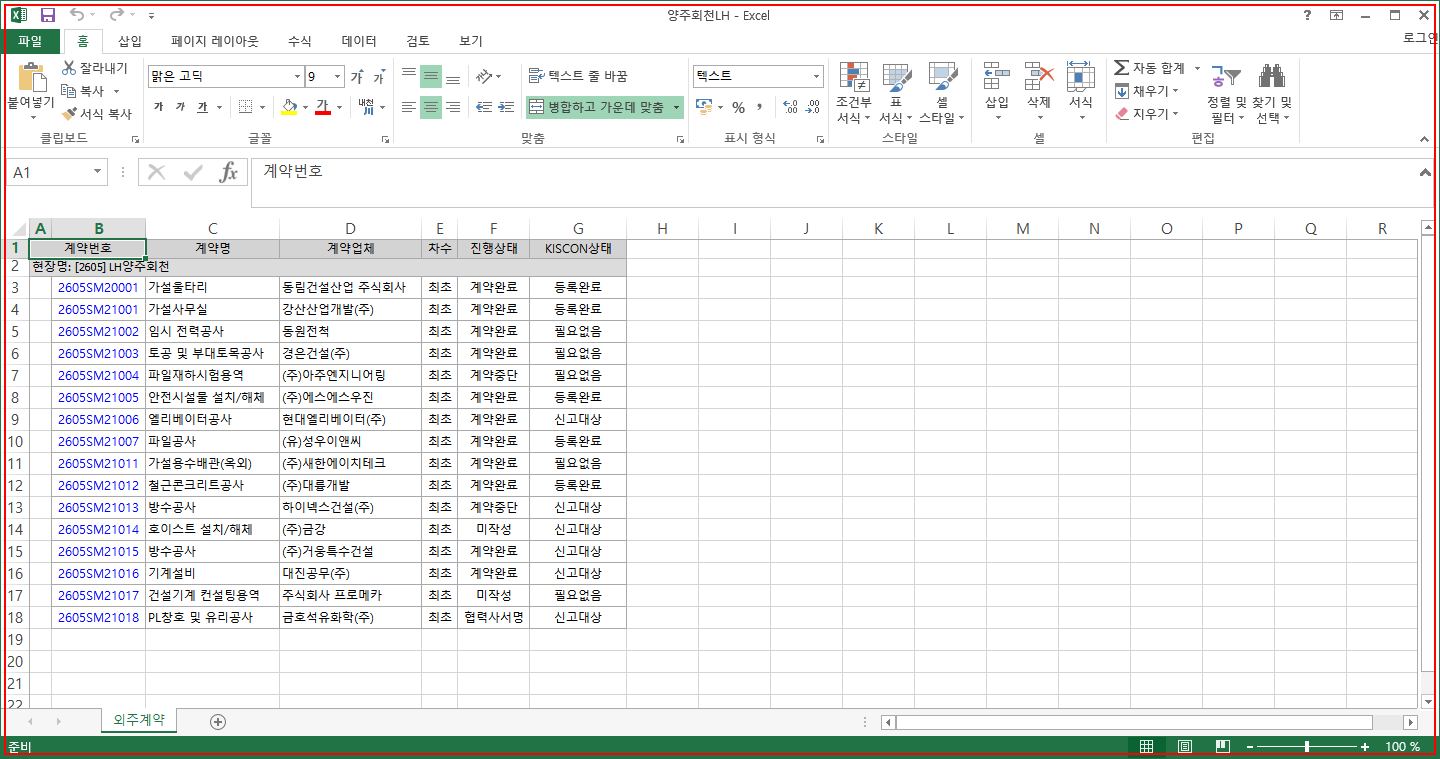 양주회천LH - Excel
파일 홈 삽입 페이지 레이아웃 수식 데이터 검토 보기 로그인
붙여넣기 잘라내기 복사 서식 복사 클립보드
맑은 고딕 9 가 가 가 가 가 가 내천 글꼴
텍스트 줄 바꿈 병합하고 가운데 맞춤 맞춤
텍스트 % , 표시 형식
조건부 서식 표 서식 셀 스타일 스타일
삽입 삭제 서식 셀
자동 합계 채우기 지우기 정렬 및 필터 찾기 및 선택 편집
A1 fx 계약번호
A B C D E F G H I J K L M N O P Q R
1 계약번호 계약명 계약업체 차수 진행상태 KISCON상태
2 현장명: [2605] LH양주회천
3 2605SM20001 가설울타리 동림건설산업 주식회사 최초 계약완료 등록완료
4 2605SM21001 가설사무실 강산산업개발(주) 최초 계약완료 등록완료
5 2605SM21002 임시 전력공사 동원전척 최초 계약완료 필요없음
6 2605SM21003 토공 및 부대토목공사 경은건설(주) 최초 계약완료 필요없음
7 2605SM21004 파일재하시험용역 (주)아주엔지니어링 최초 계약중단 필요없음
8 2605SM21005 안전시설물 설치/해체 (주)에스에스우진 최초 계약완료 등록완료
9 2605SM21006 엘리베이터공사 현대엘리베이터(주) 최초 계약완료 신고대상
10 2605SM21007 파일공사 (유)성우이앤씨 최초 계약완료 등록완료
11 2605SM21011 가설용수배관(옥외) (주)새한에이치테크 최초 계약완료 필요없음
12 2605SM21012 철근콘크리트공사 (주)대룡개발 최초 계약완료 등록완료
13 2605SM21013 방수공사 하이넥스건설(주) 최초 계약중단 신고대상
14 2605SM21014 호이스트 설치/해체 (주)금강 최초 미작성 신고대상
15 2605SM21015 방수공사 (주)거웅특수건설 최초 계약완료 신고대상
16 2605SM21016 기계설비 대진공무(주) 최초 계약완료 신고대상
17 2605SM21017 건설기계 컨설팅용역 주식회사 프로메카 최초 미작성 필요없음
18 2605SM21018 PL창호 및 유리공사 금호석유화학(주) 최초 협력사서명 신고대상
19
20
21
22
외주계약
준비 100 %